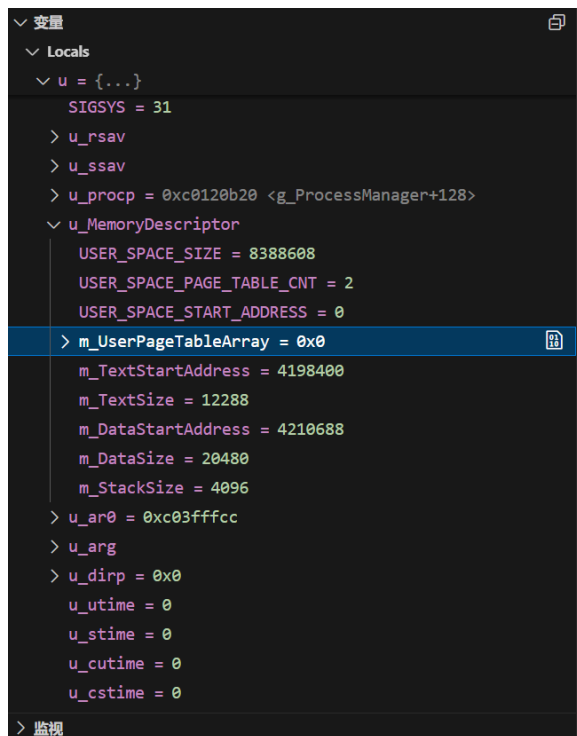 变量
Locals
u = {...}
SIGSYS = 31
u_rsav
u_ssav
u_procp = 0xc0120b20 <g_ProcessManager+128>
u_MemoryDescriptor
USER_SPACE_SIZE = 8388608
USER_SPACE_PAGE_TABLE_CNT = 2
USER_SPACE_START_ADDRESS = 0
m_UserPageTableArray = 0x0
m_TextStartAddress = 4198400
m_TextSize = 12288
m_DataStartAddress = 4210688
m_DataSize = 20480
m_StackSize = 4096
u_ar0 = 0xc03fffcc
u_arg
u_dirp = 0x0
u_utime = 0
u_stime = 0
u_cutime = 0
u_cstime = 0
监视